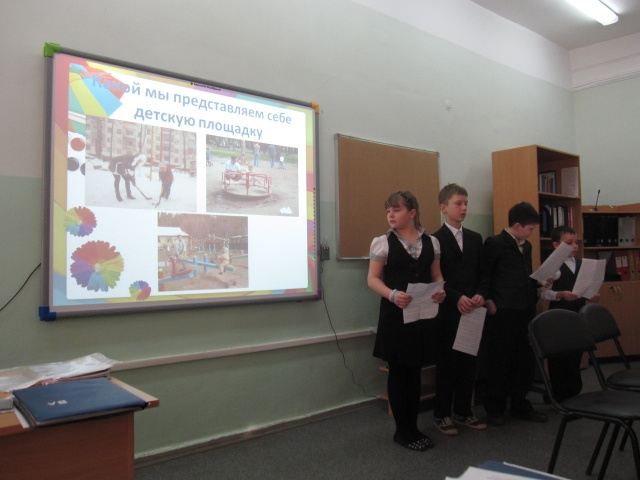 мы представляем себе
детскую площадку